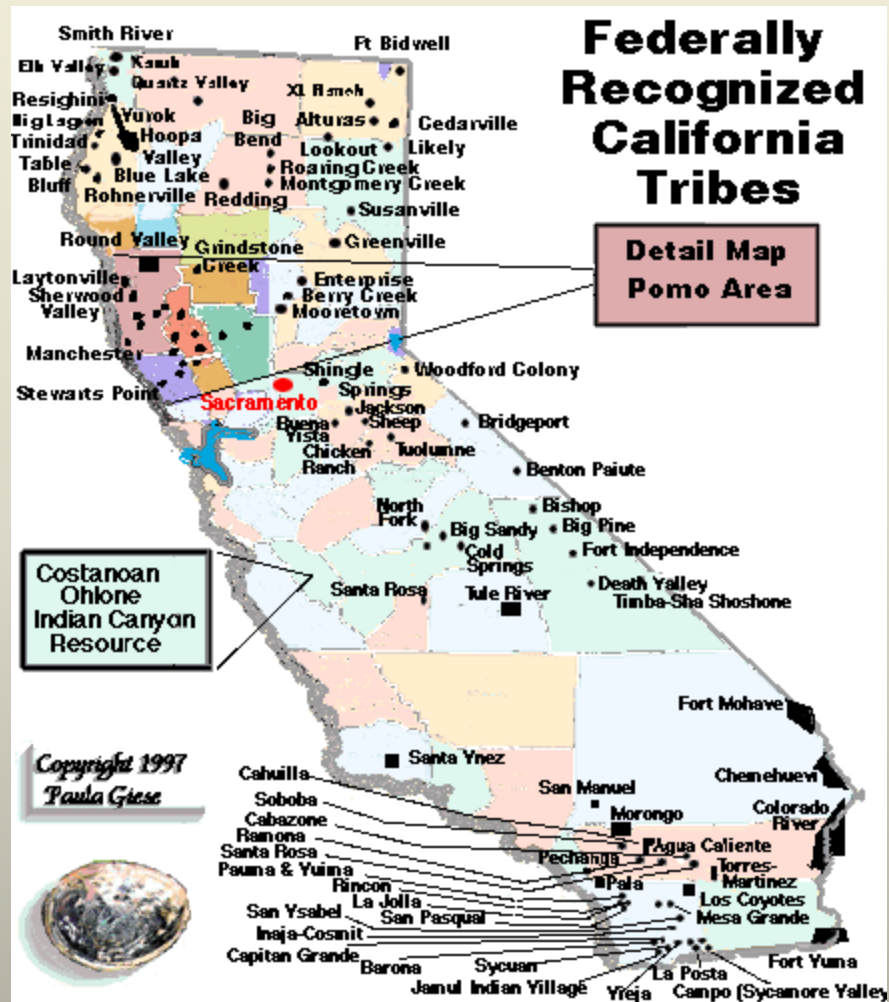 Federally
Recognized
California
Tribes
Detail Map
Pomo Area
Smith River
Ft Bidwell
Elk Valley
Karuk
Quartz Valley
Resighini
XL Ranch
Big Lagoon
Yurok
Big
Bend
Alturas
Cedarville
Trinidad
Hoopa
Valley
Lookout
Likely
Table
Bluff
Blue Lake
Roaring Creek
Rohnerville
Redding
Montgomery Creek
Susanville
Round Valley
Grindstone
Creek
Greenville
Laytonville
Enterprise
Sherwood
Valley
Berry Creek
Mooretown
Manchester
Stewarts Point
Sacramento
Shingle
Springs
Woodford Colony
Jackson
Buena
Vista
Sheep
Bridgeport
Chicken
Ranch
Tuolumne
Benton Paiute
North
Fork
Bishop
Big Sandy
Big Pine
Cold
Springs
Fort Independence
Costanoan
Ohlone
Indian Canyon
Resource
Santa Rosa
Tule River
Death Valley
Timba-Sha Shoshone
Fort Mohave
Santa Ynez
Copyright 1997
Paula Giese
Cahuilla
San Manuel
Chemehuevi
Soboba
Morongo
Colorado
River
Cabazone
Ramona
Agua Caliente
Santa Rosa
Pechanga
Torres-
Martinez
Pauma & Yuima
Pala
Rincon
La Jolla
Los Coyotes
San Ysabel
San Pasqual
Mesa Grande
Inaja-Cosmit
Capitan Grande
Barona
Sycuan
Fort Yuma
Jamul Indian Village
La Posta
Vieja
Campo (Sycamore Valley